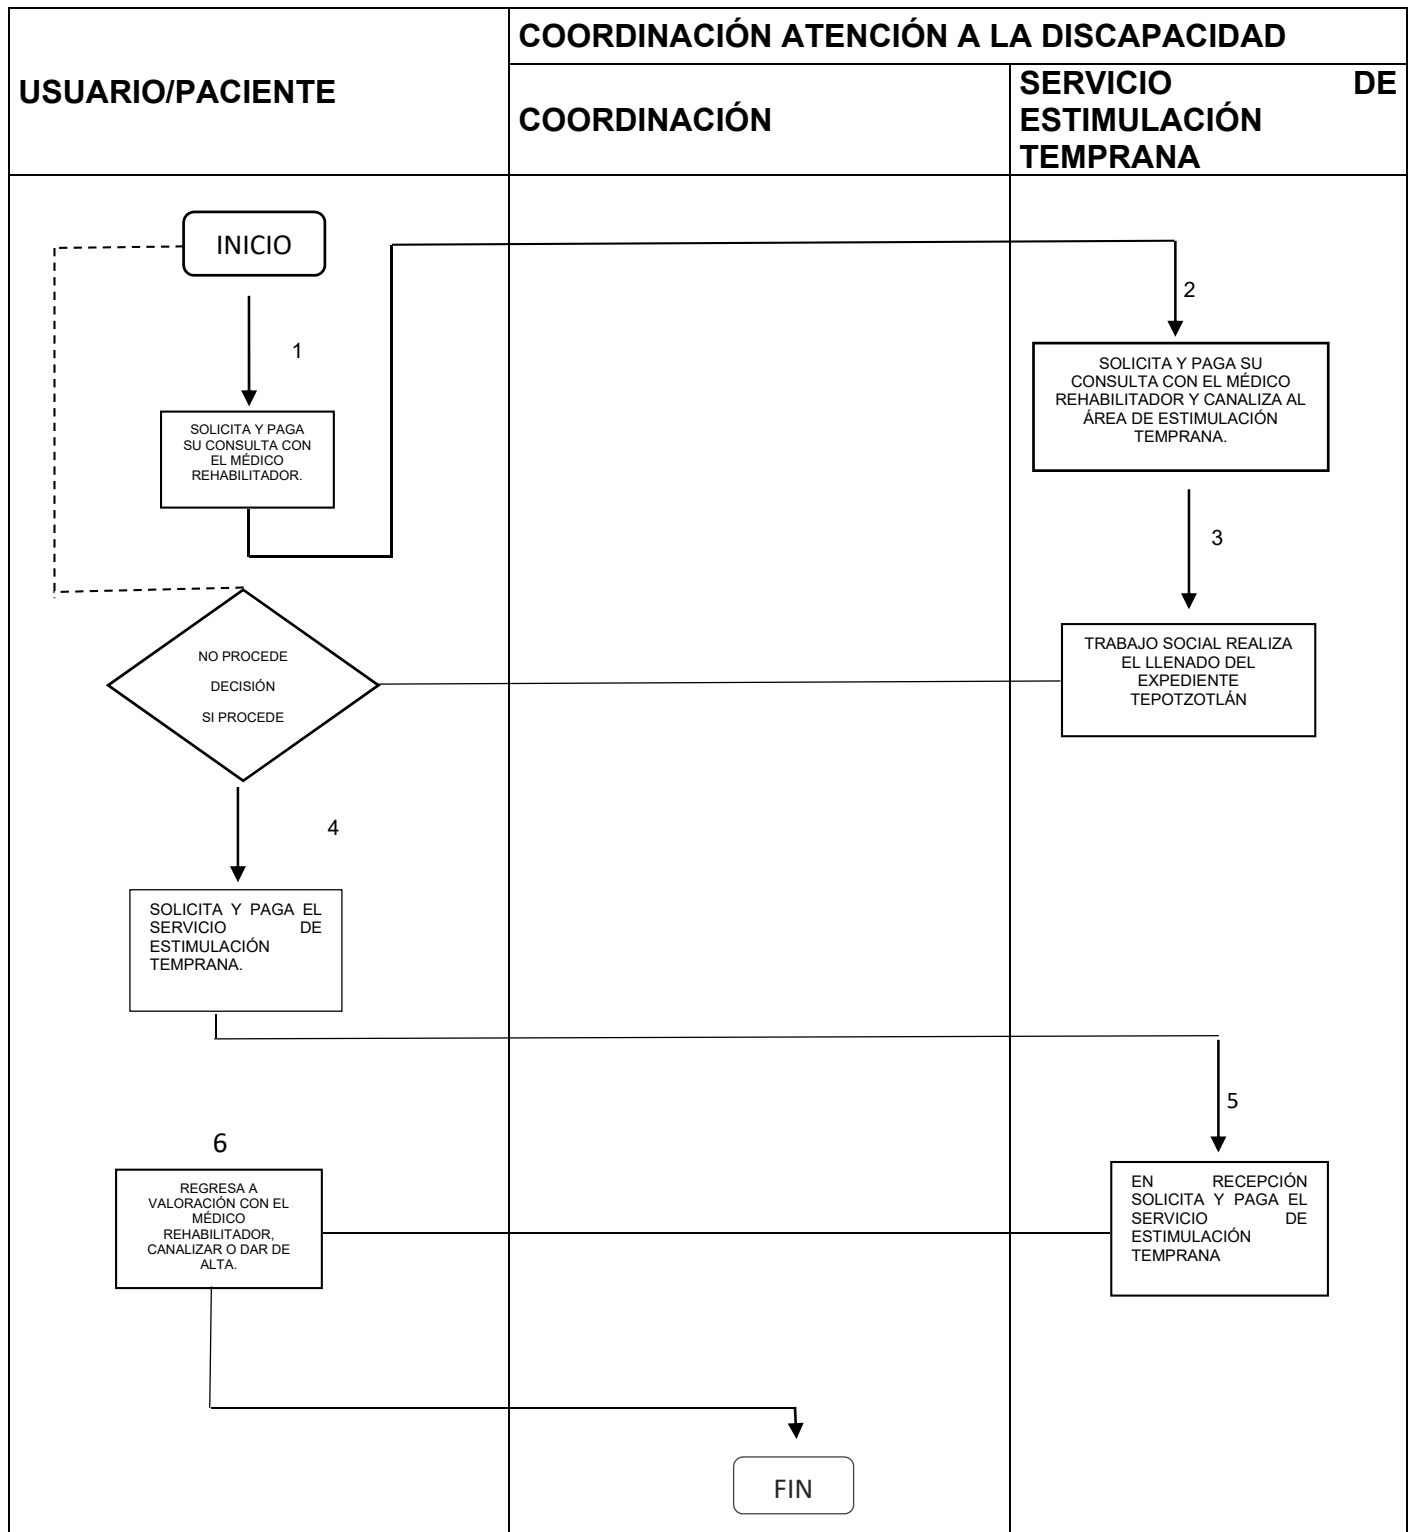 USUARIO/PACIENTE
COORDINACIÓN ATENCIÓN A LA DISCAPACIDAD
COORDINACIÓN
SERVICIO DE
ESTIMULACIÓN
TEMPRANA
INICIO
1
SOLICITA Y PAGA
SU CONSULTA CON
EL MÉDICO
REHABILITADOR.
2
SOLICITA Y PAGA SU
CONSULTA CON EL MÉDICO
REHABILITADOR Y CANALIZA AL
ÁREA DE ESTIMULACIÓN
TEMPRANA.
3
TRABAJO SOCIAL REALIZA
EL LLENADO DEL
EXPEDIENTE
TEPOTZOTLÁN
NO PROCEDE
DECISIÓN
SI PROCEDE
4
SOLICITA Y PAGA EL
SERVICIO DE
ESTIMULACIÓN
TEMPRANA.
5
EN RECEPCIÓN
SOLICITA Y PAGA EL
SERVICIO DE
ESTIMULACIÓN
TEMPRANA
6
REGRESA A
VALORACIÓN CON EL
MÉDICO
REHABILITADOR,
CANALIZAR O DAR DE
ALTA.
FIN